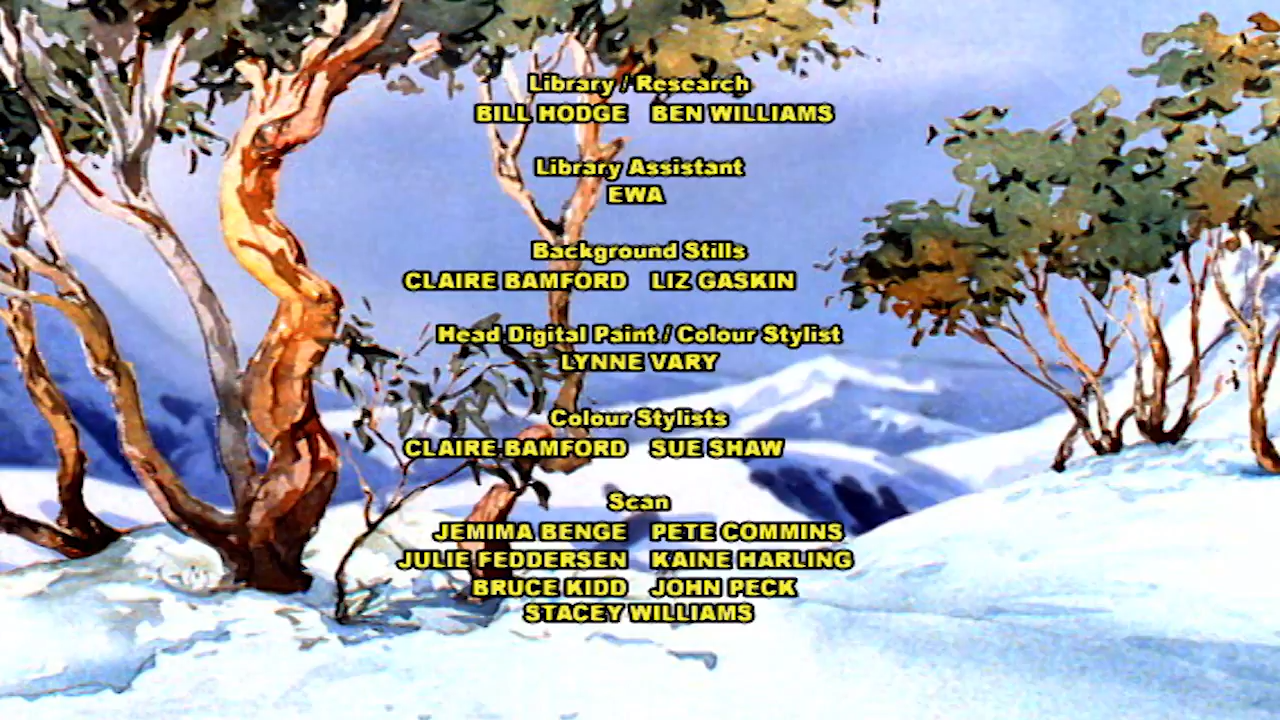 Library / Research
BILL HODGE BEN WILLIAMS
Library Assistant
EWA
Background Stills
CLAIRE BAMFORD LIZ GASKIN
Head Digital Paint / Colour Stylist
LYNNE VARY
Colour Stylists
CLAIRE BAMFORD SUE SHAW
Scan
JEMIMA BENGE PETE COMMINS
JULIE FEDDERSEN KAINE HARLING
BRUCE KIDD JOHN PECK
STACEY WILLIAMS